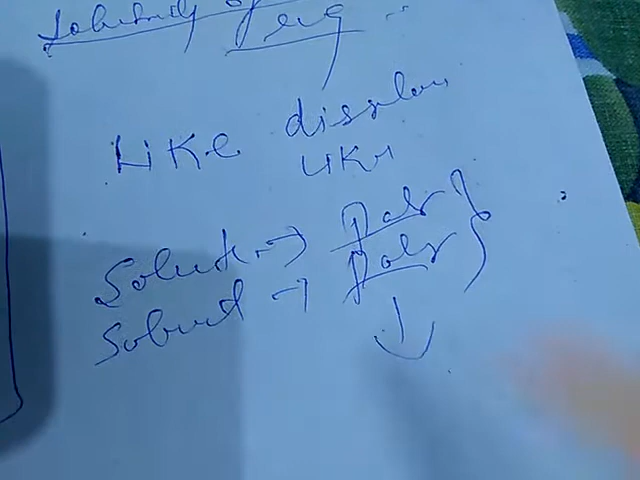 Solubility of
Like dissolves
like
Solute → Polar
Solvent → Polar